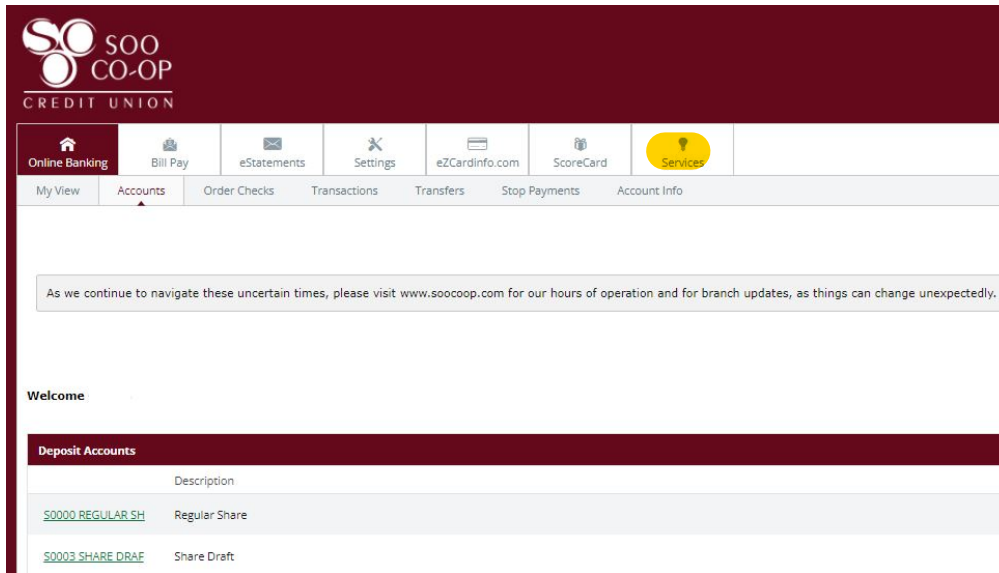 SOO
CO-OP
CREDIT UNION
Online Banking Bill Pay eStatements Settings eZCardinfo.com ScoreCard Services
My View Accounts Order Checks Transactions Transfers Stop Payments Account Info
As we continue to navigate these uncertain times, please visit www.soocoop.com for our hours of operation and for branch updates, as things can change unexpectedly.
Welcome
Deposit Accounts
Description
S0000 REGULAR SH Regular Share
S0003 SHARE DRAF Share Draft